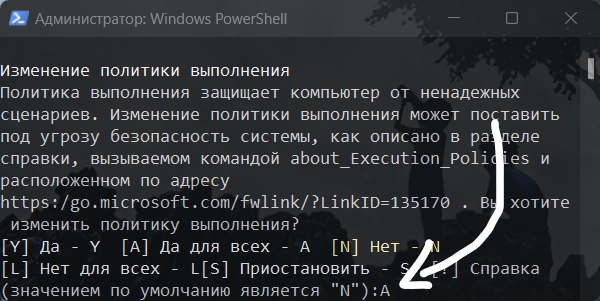 Администратор: Windows PowerShell
Изменение политики выполнения
Политика выполнения защищает компьютер от ненадежных
сценариев. Изменение политики выполнения может поставить
под угрозу безопасность системы, как описано в разделе
справки, вызываемом командой about_Execution_Policies и
расположенном по адресу
https:/go.microsoft.com/fwlink/?LinkID=135170 . Вы хотите
изменить политику выполнения?
[Y] Да - Y [A] Да для всех - A [N] Нет - N
[L] Нет для всех - L[S] Приостановить - S [?] Справка
(значением по умолчанию является "N"):A